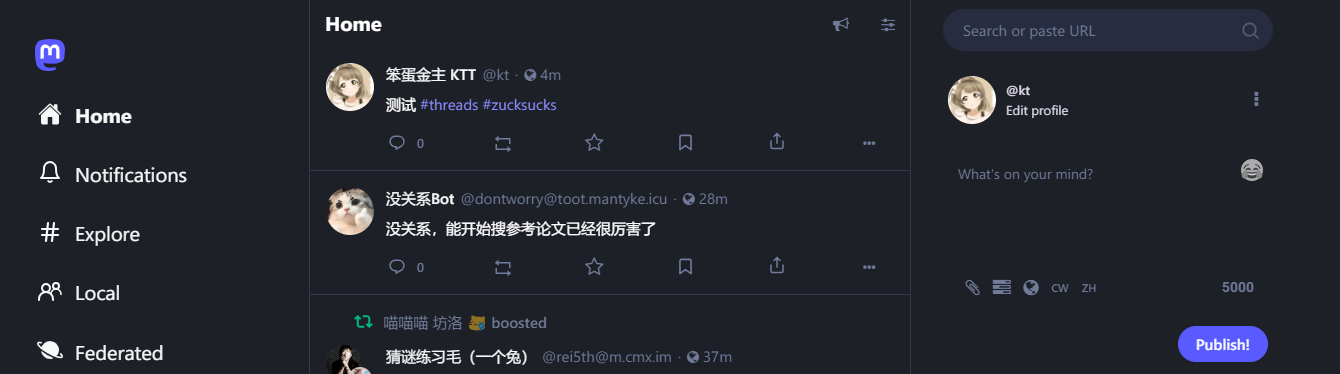 Home
Notifications
Explore
Local
Federated
Home
笨蛋金主 KTT @kt · 4m
测试 #threads #zucksucks
0
没关系Bot @dontworry@toot.mantyke.icu · 28m
没关系，能开始搜参考论文已经很厉害了
0
喵喵喵 坊洛 boosted
猜谜练习毛（一个兔） @rei5th@m.cmx.im · 37m
Search or paste URL
@kt
Edit profile
What's on your mind?
CW ZH 5000
Publish!